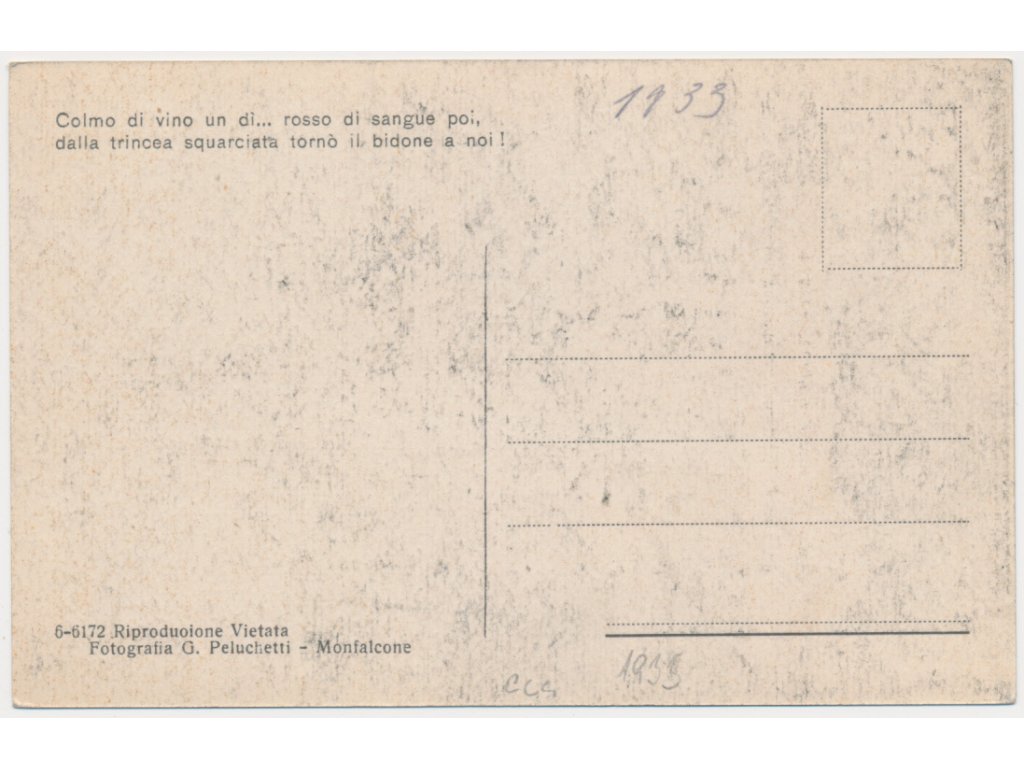 1933
Colmo di vino un dì... rosso di sangue poi,
dalla trincea squarciata tornò il bidone a noi !
6-6172 Riproduoione Vietata
Fotografia G. Peluchetti - Monfalcone
1933